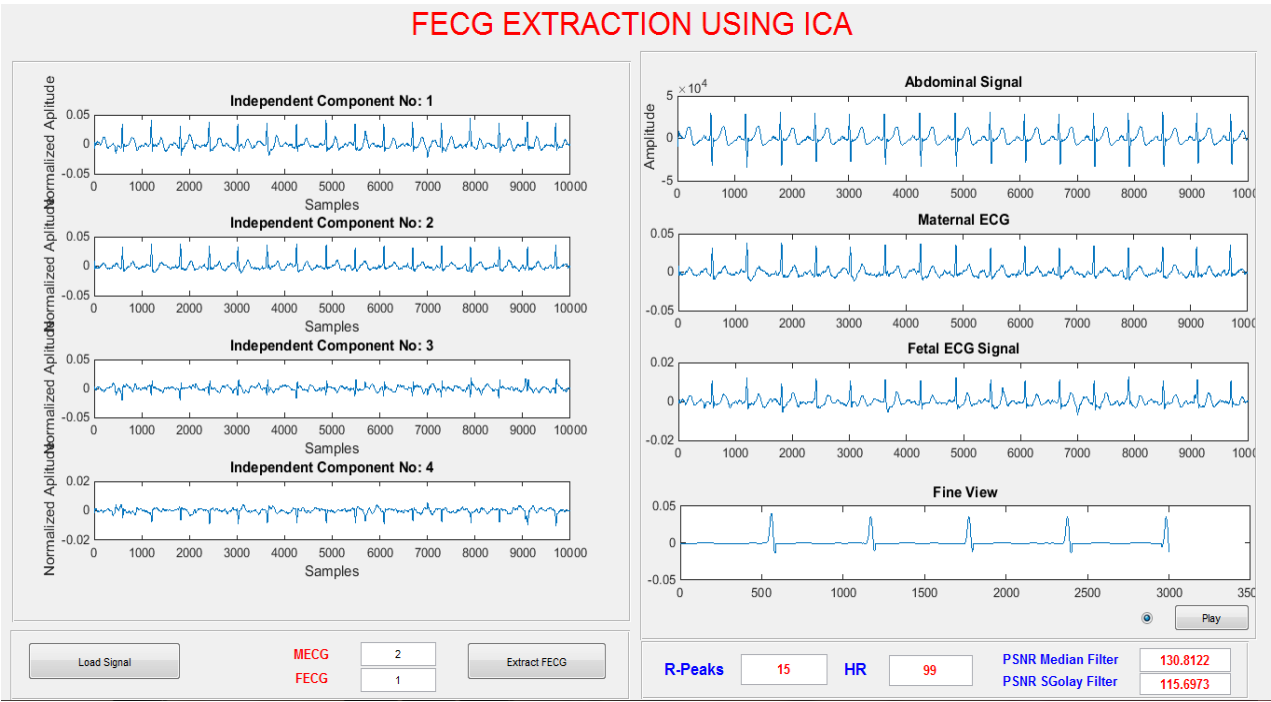 FECG EXTRACTION USING ICA
Independent Component No: 1
Normalized Aplitude
0.05
0
-0.05
0 1000 2000 3000 4000 5000 6000 7000 8000 9000 10000
Samples
Independent Component No: 2
Normalized Aplitude
0.05
0
-0.05
0 1000 2000 3000 4000 5000 6000 7000 8000 9000 10000
Samples
Independent Component No: 3
Normalized Aplitude
0.05
0
-0.05
0 1000 2000 3000 4000 5000 6000 7000 8000 9000 10000
Samples
Independent Component No: 4
Normalized Aplitude
0.02
0
-0.02
0 1000 2000 3000 4000 5000 6000 7000 8000 9000 10000
Samples
Load Signal
MECG 2
FECG 1
Extract FECG
Abdominal Signal
×10^4
Amplitude
5
0
-5
0 1000 2000 3000 4000 5000 6000 7000 8000 9000 1000
Maternal ECG
0.05
0
-0.05
0 1000 2000 3000 4000 5000 6000 7000 8000 9000 1000
Fetal ECG Signal
0.02
0
-0.02
0 1000 2000 3000 4000 5000 6000 7000 8000 9000 1000
Fine View
0.05
0
-0.05
0 500 1000 1500 2000 2500 3000 350
Play
R-Peaks 15
HR 99
PSNR Median Filter 130.8122
PSNR SGolay Filter 115.6973